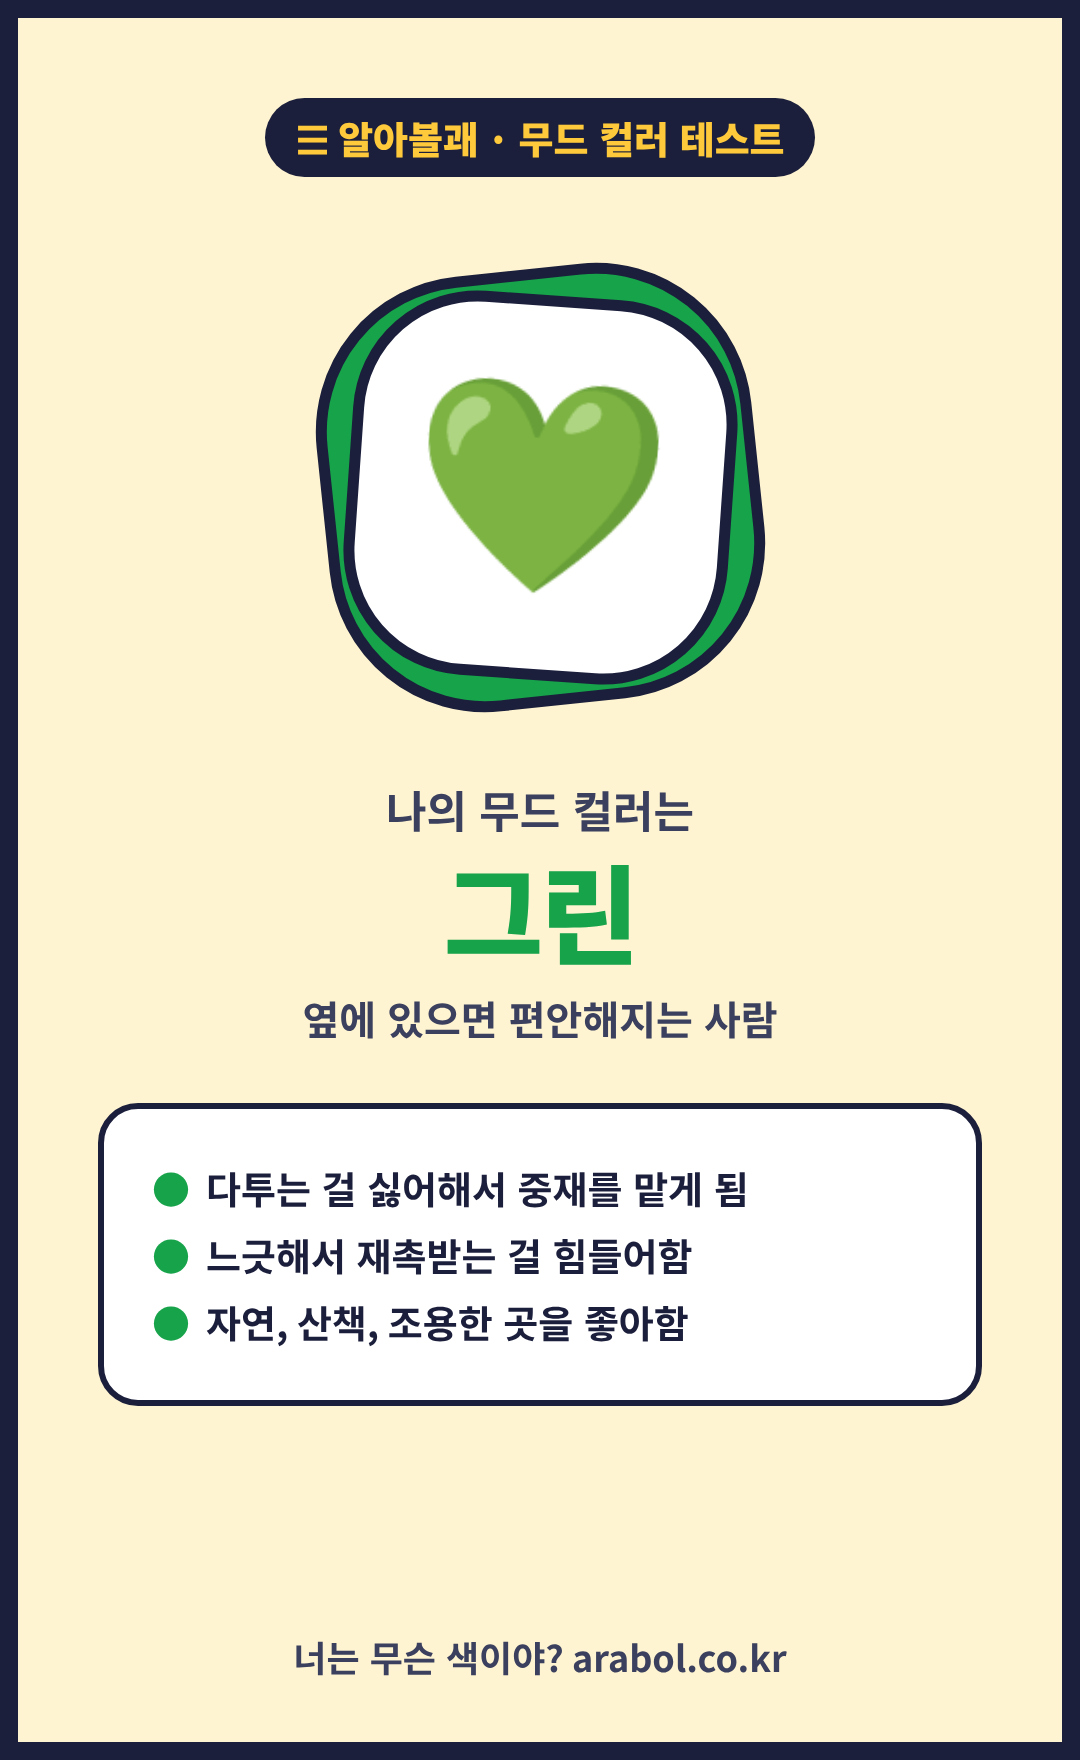 ☰ 알아볼괘 · 무드 컬러 테스트
나의 무드 컬러는
그린
옆에 있으면 편안해지는 사람
다투는 걸 싫어해서 중재를 맡게 됨
느긋해서 재촉받는 걸 힘들어함
자연, 산책, 조용한 곳을 좋아함
너는 무슨 색이야? arabol.co.kr